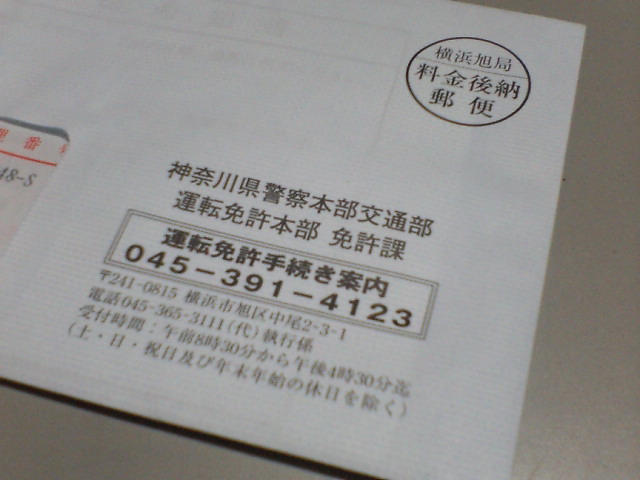 横浜旭局
料金後納
郵便
番
48-S
神奈川県警察本部交通部
運転免許本部 免許課
運転免許手続き案内
045-391-4123
〒241-0815 横浜市旭区中尾2-3-1
電話045-365-3111(代)執行係
受付時間:午前8時30分から午後4時30分迄
(土・日・祝日及び年末年始の休日を除く)